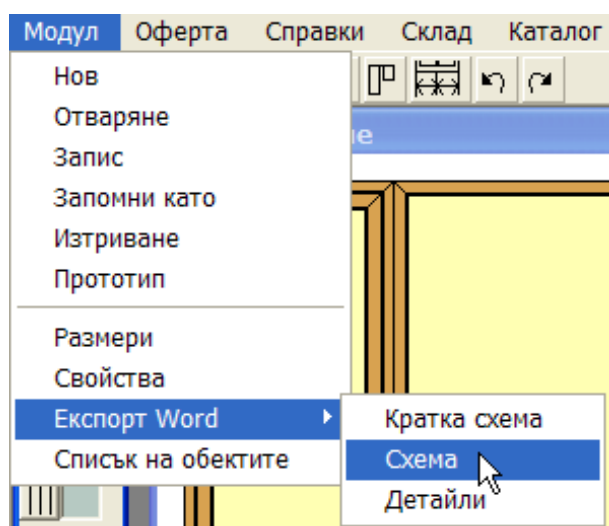 Модул Оферта Справки Склад Каталог
Нов
Отваряне
Запис
Запомни като
Изтриване
Прототип
Размери
Свойства
Експорт Word
Списък на обектите
Кратка схема
Схема
Детайли